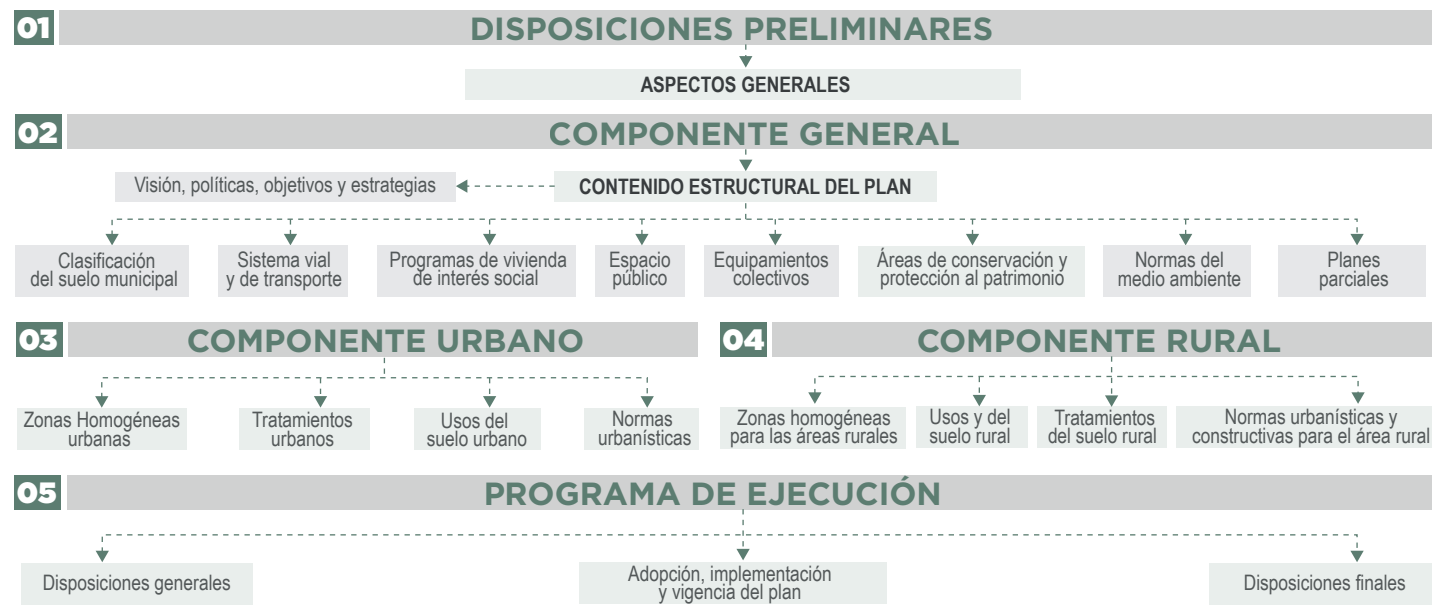 01
DISPOSICIONES PRELIMINARES
ASPECTOS GENERALES
02
COMPONENTE GENERAL
Visión, políticas, objetivos y estrategias
CONTENIDO ESTRUCTURAL DEL PLAN
Clasificación
del suelo municipal
Sistema vial
y de transporte
Programas de vivienda
de interés social
Espacio
público
Equipamientos
colectivos
Áreas de conservación y
protección al patrimonio
Normas del
medio ambiente
Planes
parciales
03
COMPONENTE URBANO
Zonas Homogéneas
urbanas
Tratamientos
urbanos
Usos del
suelo urbano
Normas
urbanísticas
04
COMPONENTE RURAL
Zonas homogéneas
para las áreas rurales
Usos y del
suelo rural
Tratamientos
del suelo rural
Normas urbanísticas y
constructivas para el área rural
05
PROGRAMA DE EJECUCIÓN
Disposiciones generales
Adopción, implementación
y vigencia del plan
Disposiciones finales